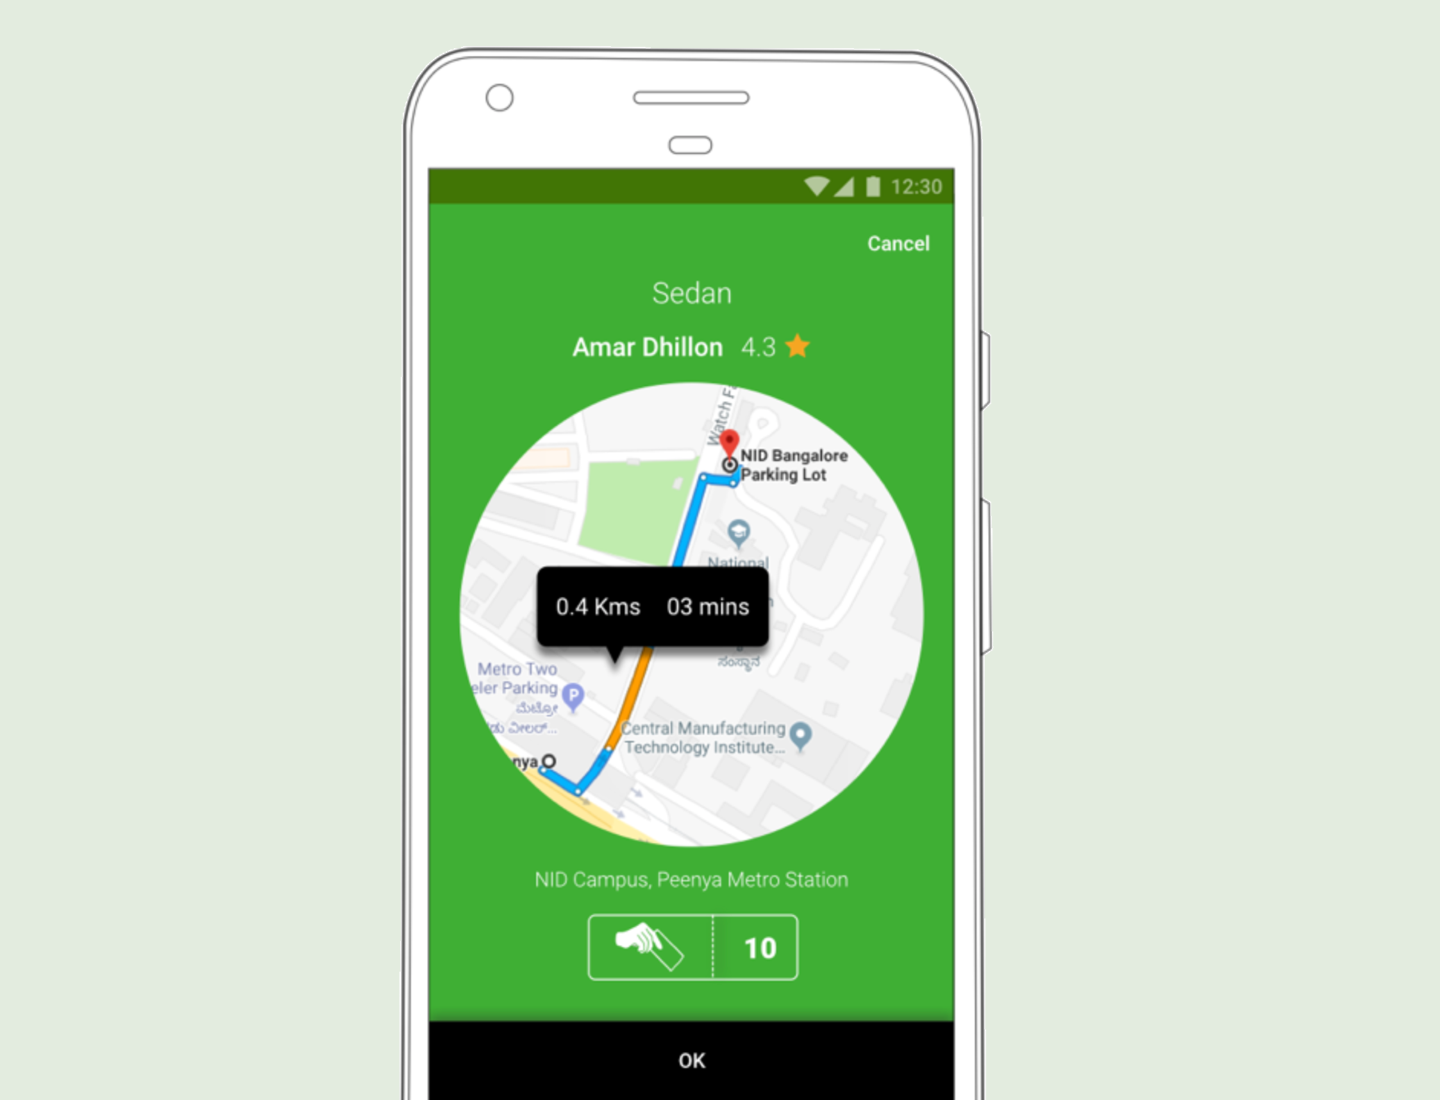 12:30
Cancel
Sedan
Amar Dhillon 4.3
Watch
NID Bangalore
Parking Lot
National
0.4 Kms 03 mins
ಸಂಸ್ಥಾನ
Metro Two
eler Parking
P
ಮೆಟ್ರೋ
ವೀಲರ್...
Central Manufacturing
Technology Institute...
nya
NID Campus, Peenya Metro Station
10
OK